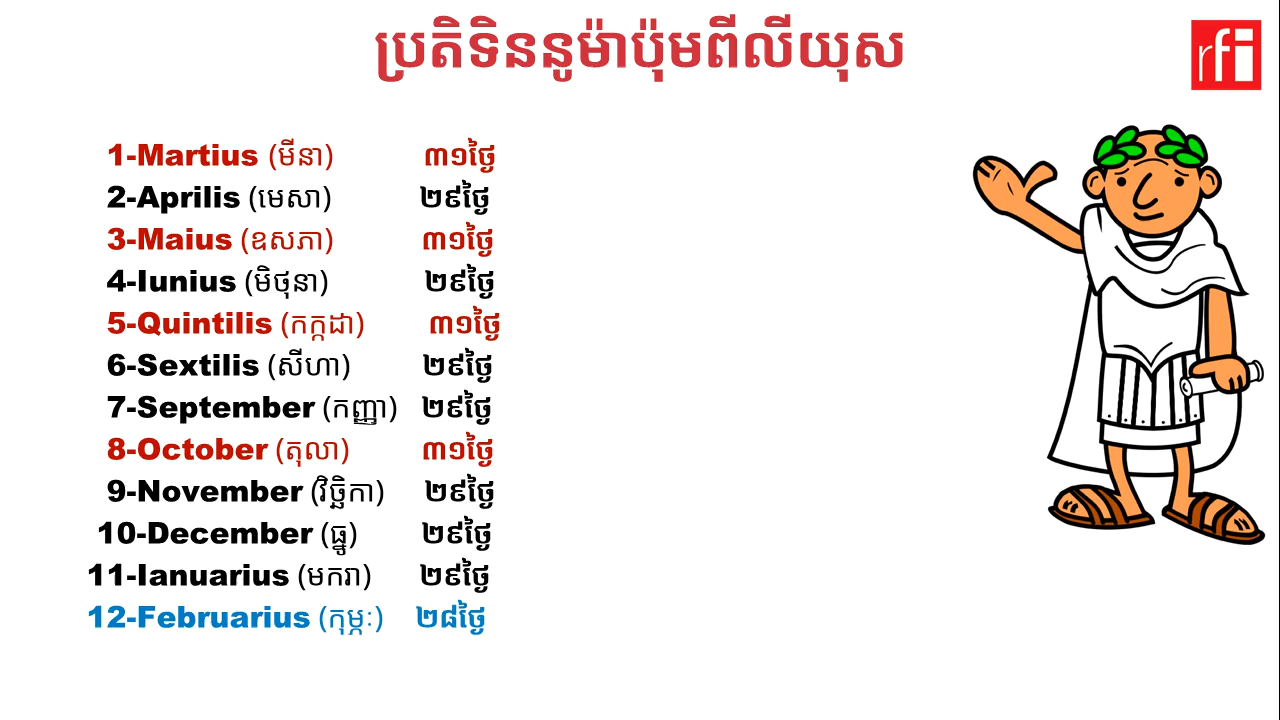 ប្រតិទិននូម៉ាប៉ុមពីលីយុស
rfi
1-Martius (មីនា) ៣១ថ្ងៃ
2-Aprilis (មេសា) ២៩ថ្ងៃ
3-Maius (ឧសភា) ៣១ថ្ងៃ
4-Iunius (មិថុនា) ២៩ថ្ងៃ
5-Quintilis (កក្កដា) ៣១ថ្ងៃ
6-Sextilis (សីហា) ២៩ថ្ងៃ
7-September (កញ្ញា) ២៩ថ្ងៃ
8-October (តុលា) ៣១ថ្ងៃ
9-November (វិច្ឆិកា) ២៩ថ្ងៃ
10-December (ធ្នូ) ២៩ថ្ងៃ
11-Ianuarius (មករា) ២៩ថ្ងៃ
12-Februarius (កុម្ភៈ) ២៨ថ្ងៃ